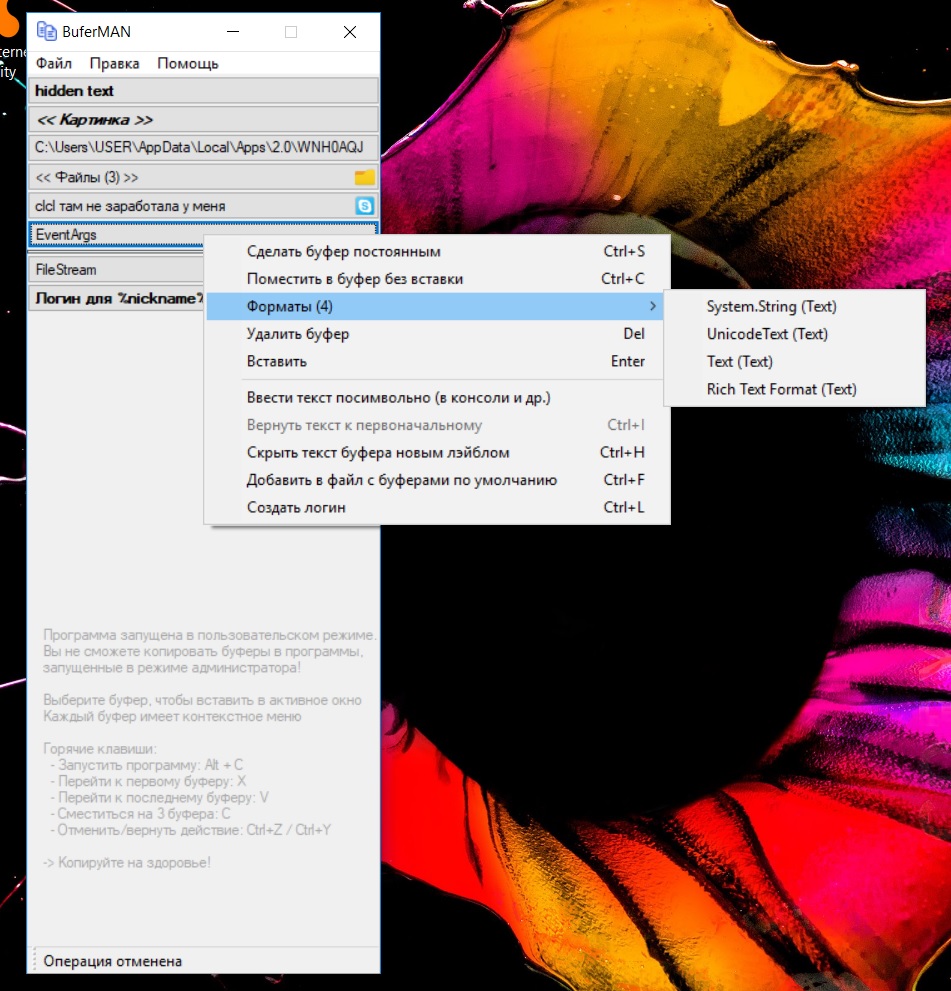 BuferMAN
Файл Правка Помощь
hidden text
<< Картинка >>
C:\Users\USER\AppData\Local\Apps\2.0\WNH0AQJ
<< Файлы (3) >>
clcl там не заработала у меня
EventArgs
FileStream
Логин для %nickname%
Сделать буфер постоянным Ctrl+S
Поместить в буфер без вставки Ctrl+C
Форматы (4)
Удалить буфер Del
Вставить Enter
Ввести текст посимвольно (в консоли и др.)
Вернуть текст к первоначальному Ctrl+I
Скрыть текст буфера новым лэйблом Ctrl+H
Добавить в файл с буферами по умолчанию Ctrl+F
Создать логин Ctrl+L
System.String (Text)
UnicodeText (Text)
Text (Text)
Rich Text Format (Text)
Программа запущена в пользовательском режиме.
Вы не сможете копировать буферы в программы,
запущенные в режиме администратора!
Выберите буфер, чтобы вставить в активное окно
Каждый буфер имеет контекстное меню
Горячие клавиши:
- Запустить программу: Alt + C
- Перейти к первому буферу: X
- Перейти к последнему буферу: V
- Сместиться на 3 буфера: C
- Отменить/вернуть действие: Ctrl+Z / Ctrl+Y
-> Копируйте на здоровье!
Операция отменена